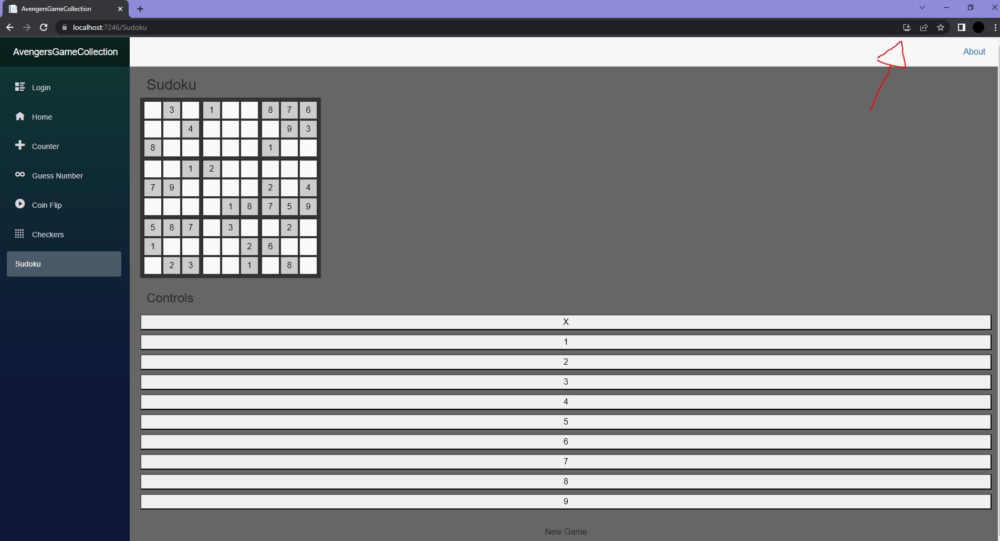 AvengersGameCollection
localhost:7246/Sudoku
AvengersGameCollection
About
Login
Home
Counter
Guess Number
Coin Flip
Checkers
Sudoku
Sudoku
3 1 8 7 6
4 9 3
8 1
1 2
7 9 2 4
1 8 7 5 9
5 8 7 3 2
1 2 6
2 3 1 8
Controls
X
1
2
3
4
5
6
7
8
9
New Game